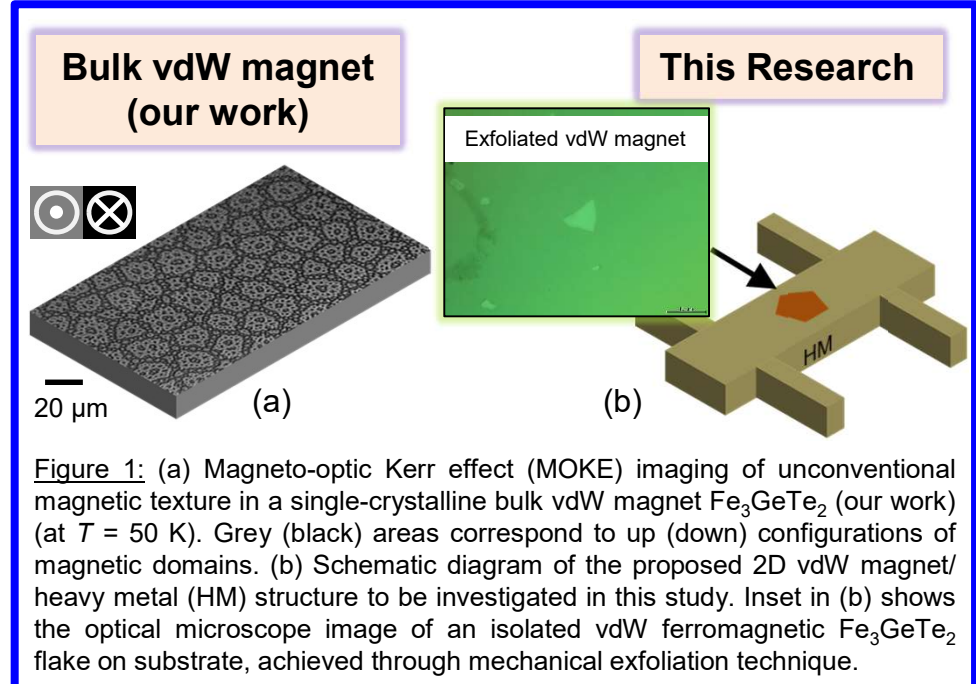 Bulk vdW magnet
(our work)
This Research
Exfoliated vdW magnet
HM
20 µm
(a)
(b)
Figure 1: (a) Magneto-optic Kerr effect (MOKE) imaging of unconventional
magnetic texture in a single-crystalline bulk vdW magnet Fe₃GeTe₂ (our work)
(at T = 50 K). Grey (black) areas correspond to up (down) configurations of
magnetic domains. (b) Schematic diagram of the proposed 2D vdW magnet/
heavy metal (HM) structure to be investigated in this study. Inset in (b) shows
the optical microscope image of an isolated vdW ferromagnetic Fe₃GeTe₂
flake on substrate, achieved through mechanical exfoliation technique.